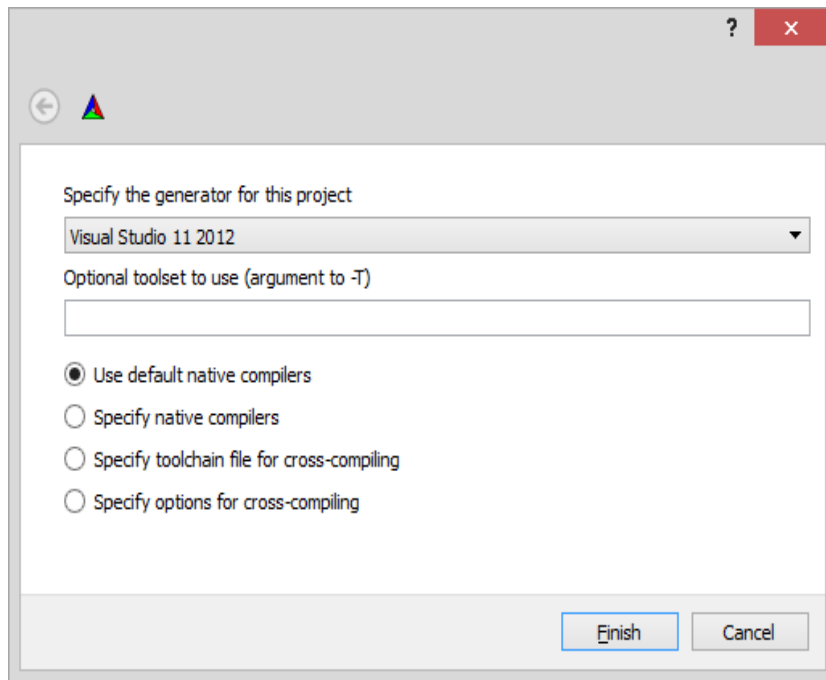 ?
Specify the generator for this project
Visual Studio 11 2012
Optional toolset to use (argument to -T)
Use default native compilers
Specify native compilers
Specify toolchain file for cross-compiling
Specify options for cross-compiling
Finish Cancel